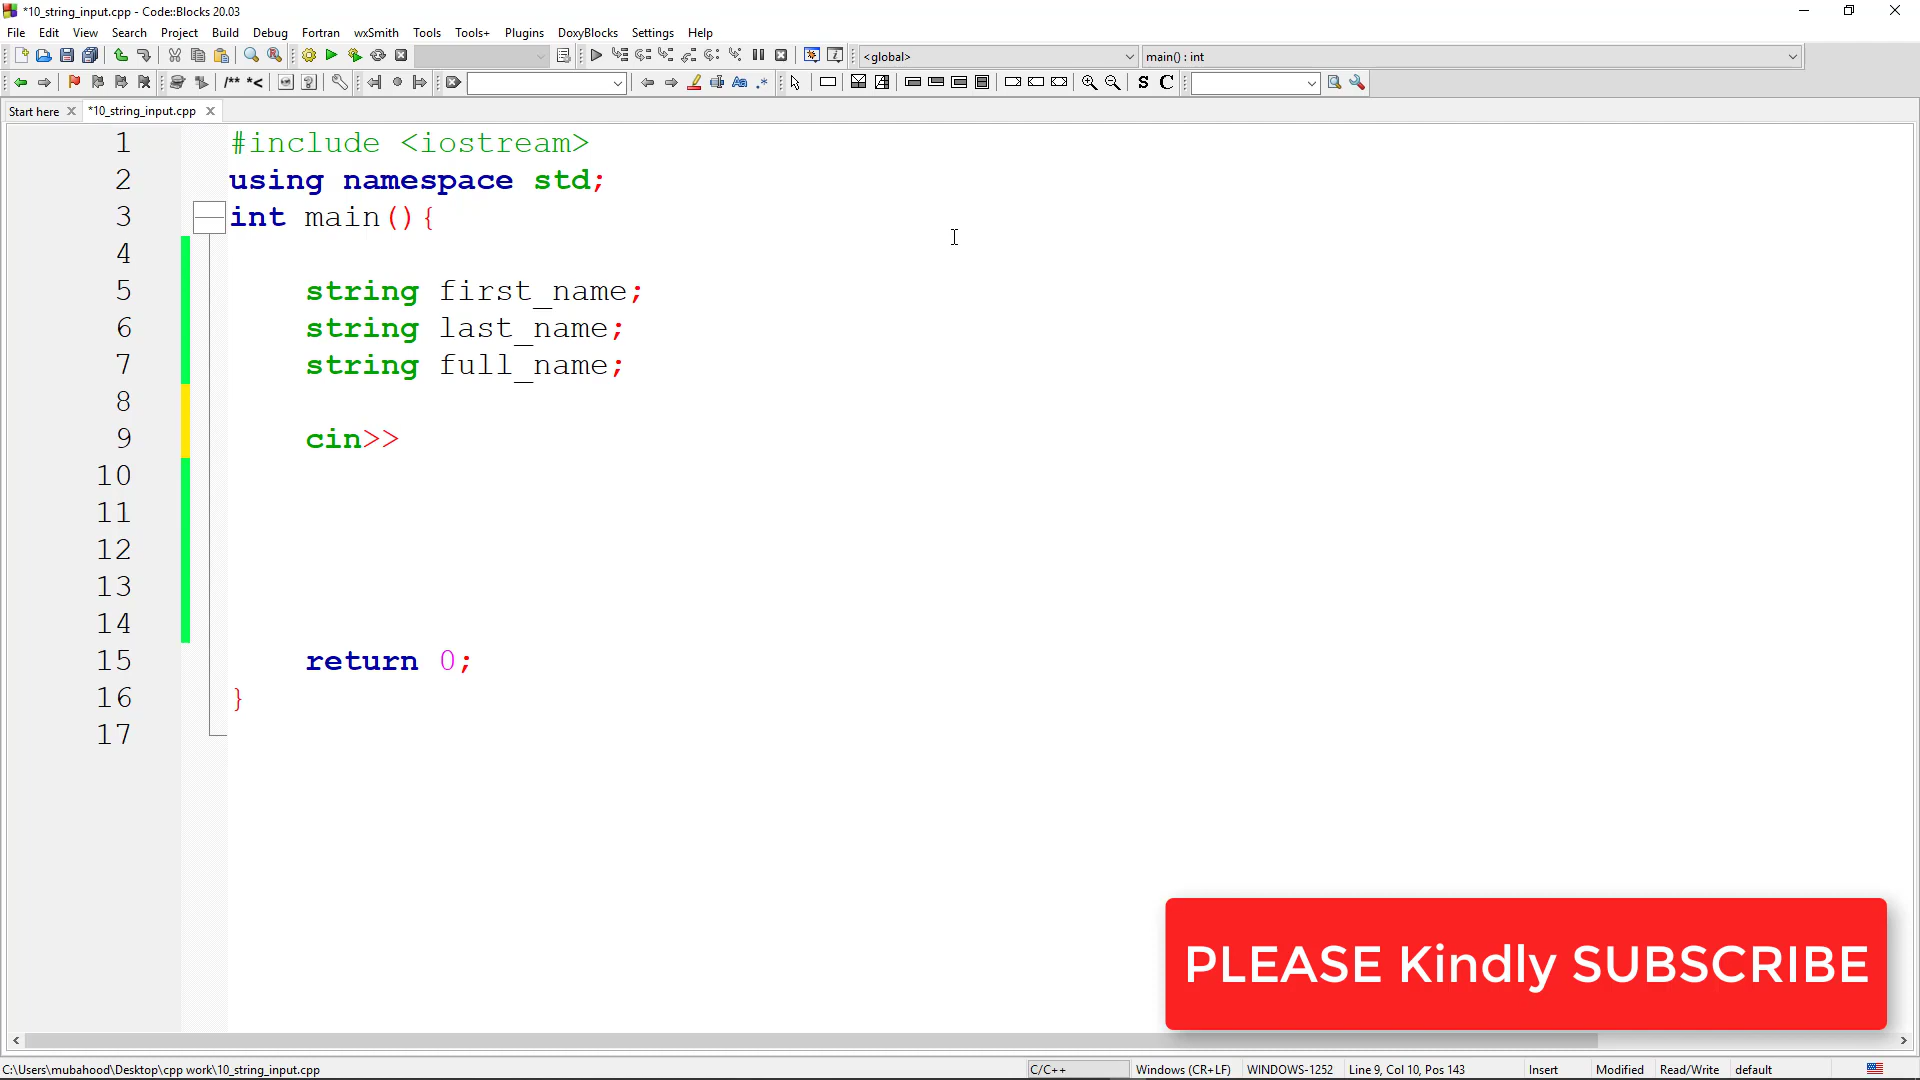 *10_string_input.cpp - Code::Blocks 20.03
File Edit View Search Project Build Debug Fortran wxSmith Tools Tools+ Plugins DoxyBlocks Settings Help
<global> main() : int
/** *< Aa .* S C
Start here *10_string_input.cpp
1 #include <iostream>
2 using namespace std;
3 int main(){
4
5 string first_name;
6 string last_name;
7 string full_name;
8
9 cin>>
10
11
12
13
14
15 return 0;
16 }
17
PLEASE Kindly SUBSCRIBE
C:\Users\mubahood\Desktop\cpp work\10_string_input.cpp C/C++ Windows (CR+LF) WINDOWS-1252 Line 9, Col 10, Pos 143 Insert Modified Read/Write default